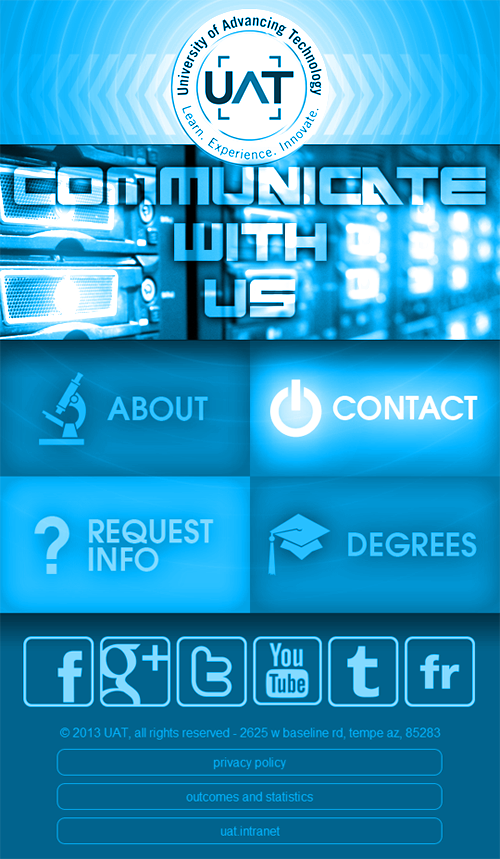 University of Advancing Technology
UAT
Learn. Experience. Innovate.
COMMUNICATE
WITH
US
ABOUT
CONTACT
? REQUEST
INFO
DEGREES
f
g+
t
You
Tube
t
fr
© 2013 UAT, all rights reserved - 2625 w baseline rd, tempe az, 85283
privacy policy
outcomes and statistics
uat.intranet